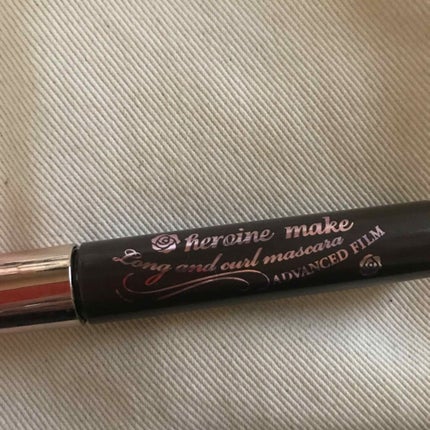 heroine make
Long and curl mascara
ADVANCED FILM